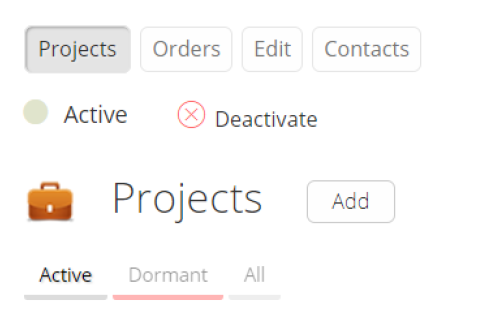 Projects Orders Edit Contacts
Active Deactivate
Projects Add
Active Dormant All